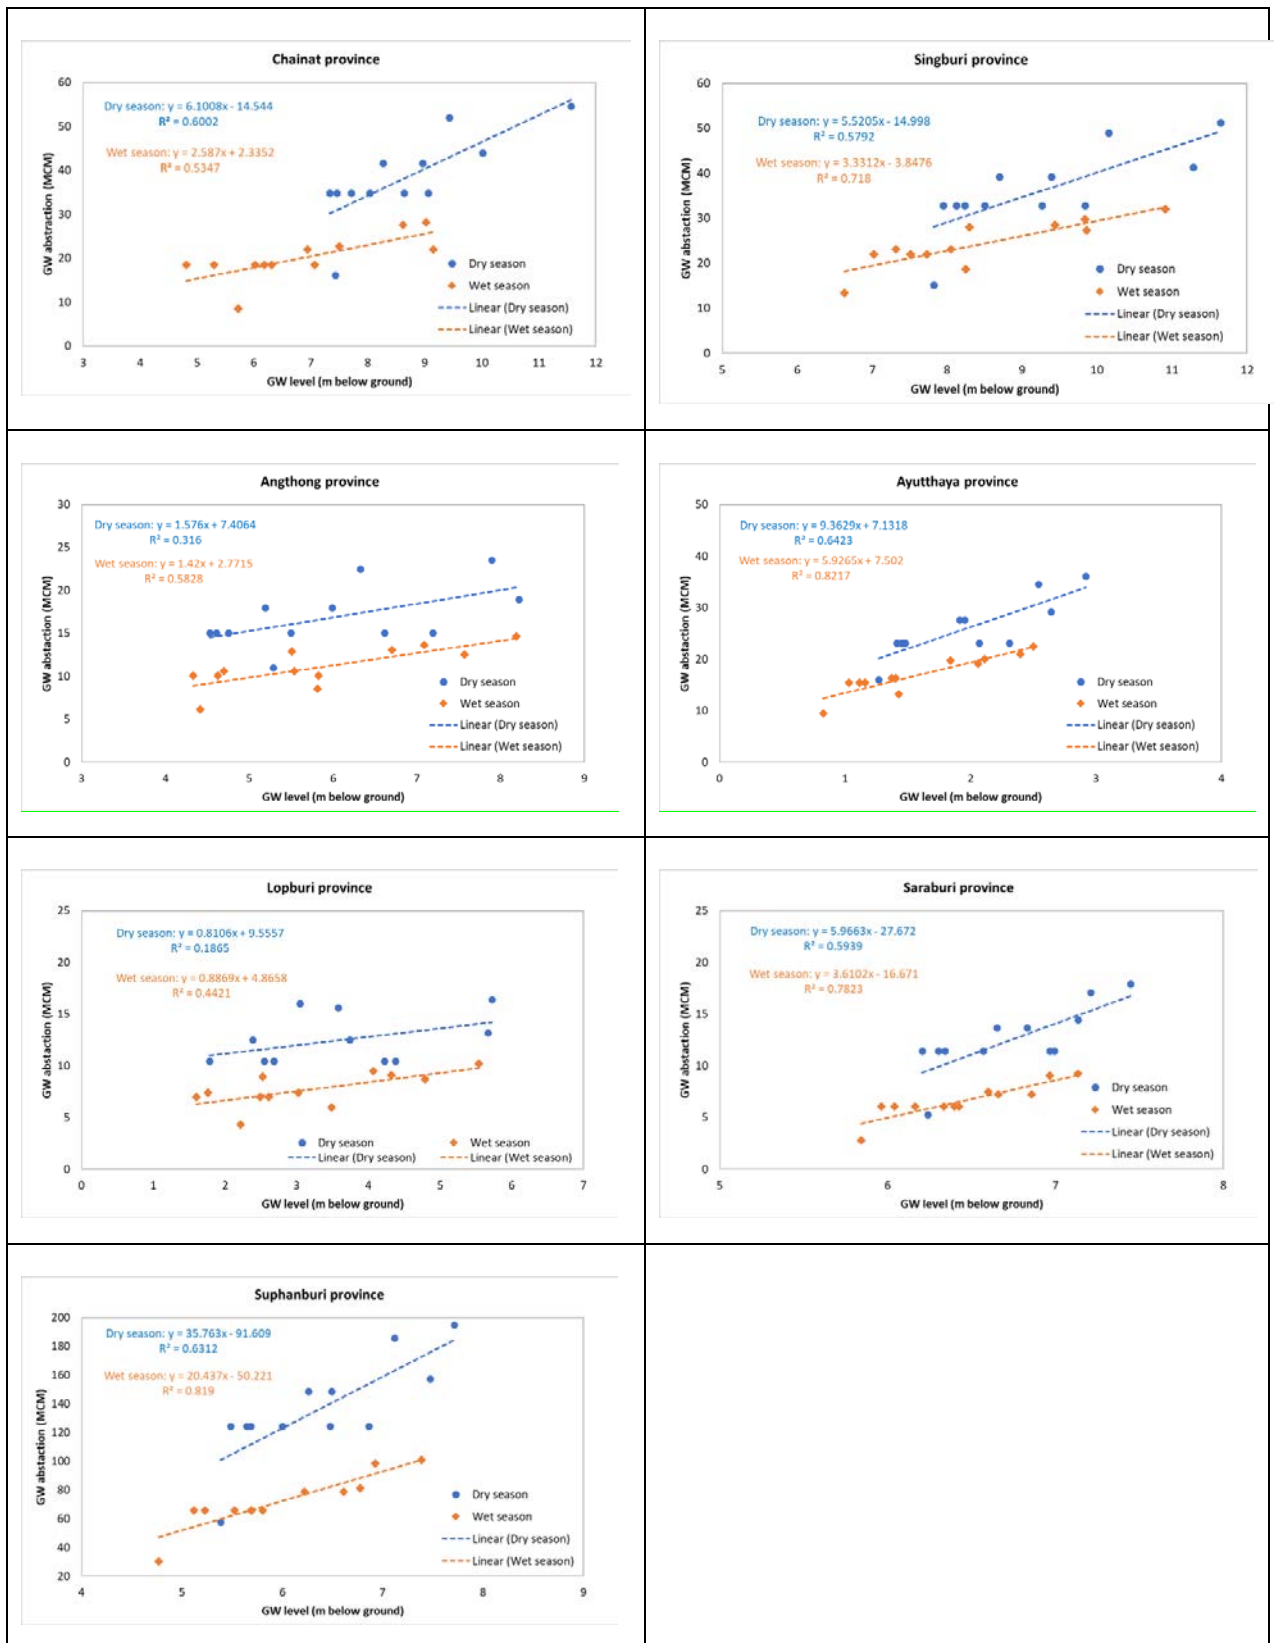 Chainat province
Dry season: y = 6.1008x - 14.544
R² = 0.6002
Wet season: y = 2.587x + 2.3352
R² = 0.5347
GW abstraction (MCM)
60
50
40
30
20
10
0
Dry season
Wet season
Linear (Dry season)
Linear (Wet season)
3 4 5 6 7 8 9 10 11 12
GW level (m below ground)
Singburi province
Dry season: y = 5.5205x - 14.998
R² = 0.5792
Wet season: y = 3.3312x - 3.8476
R² = 0.718
GW abstaction (MCM)
60
50
40
30
20
10
0
Dry season
Wet season
Linear (Dry season)
Linear (Wet season)
5 6 7 8 9 10 11 12
GW level (m below ground)
Angthong province
Dry season: y = 1.576x + 7.4064
R² = 0.316
Wet season: y = 1.42x + 2.7715
R² = 0.5828
GW abstaction (MCM)
30
25
20
15
10
5
0
Dry season
Wet season
Linear (Dry season)
Linear (Wet season)
3 4 5 6 7 8 9
GW level (m below ground)
Ayutthaya province
Dry season: y = 9.3629x + 7.1318
R² = 0.6423
Wet season: y = 5.9265x + 7.502
R² = 0.8217
GW abstaction (MCM)
50
40
30
20
10
0
Dry season
Wet season
Linear (Dry season)
Linear (Wet season)
0 1 2 3 4
GW level (m below ground)
Lopburi province
Dry season: y = 0.8106x + 9.5557
R² = 0.1865
Wet season: y = 0.8869x + 4.8658
R² = 0.4421
GW abstaction (MCM)
25
20
15
10
5
0
Dry season Wet season
Linear (Dry season) Linear (Wet season)
0 1 2 3 4 5 6 7
GW level (m below ground)
Saraburi province
Dry season: y = 5.9663x - 27.672
R² = 0.5939
Wet season: y = 3.6102x - 16.671
R² = 0.7823
GW abstaction (MCM)
25
20
15
10
5
0
Dry season
Wet season
Linear (Dry season)
Linear (Wet season)
5 6 7 8
GW level (m below ground)
Suphanburi province
Dry season: y = 35.763x - 91.609
R² = 0.6312
Wet season: y = 20.437x - 50.221
R² = 0.819
GW abstaction (MCM)
200
180
160
140
120
100
80
60
40
20
Dry season
Wet season
Linear (Dry season)
Linear (Wet season)
4 5 6 7 8 9
GW level (m below ground)